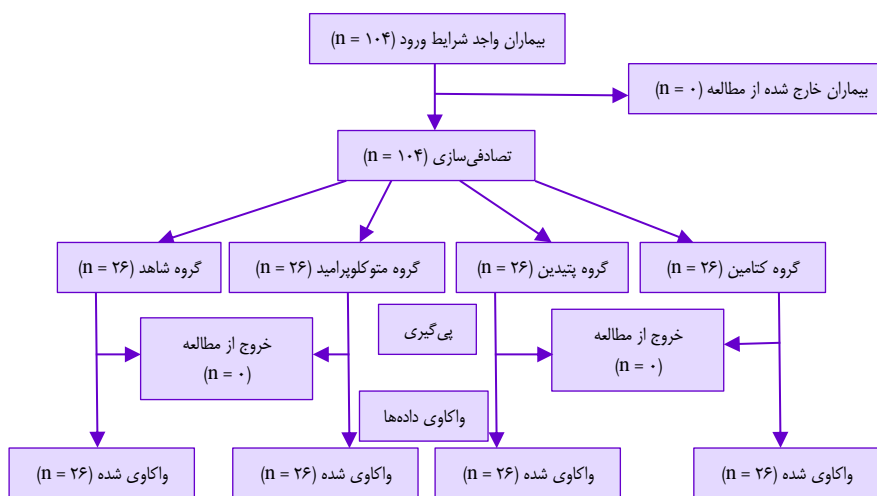 بیماران واجد شرایط ورود (n = ۱۰۴)
بیماران خارج شده از مطالعه (n = ۰)
تصادفی‌سازی (n = ۱۰۴)
گروه کتامین (n = ۲۶)
گروه پتیدین (n = ۲۶)
گروه متوکلوپرامید (n = ۲۶)
گروه شاهد (n = ۲۶)
خروج از مطالعه
(n = ۰)
پی‌گیری
خروج از مطالعه
(n = ۰)
واکاوی داده‌ها
واکاوی شده (n = ۲۶)
واکاوی شده (n = ۲۶)
واکاوی شده (n = ۲۶)
واکاوی شده (n = ۲۶)